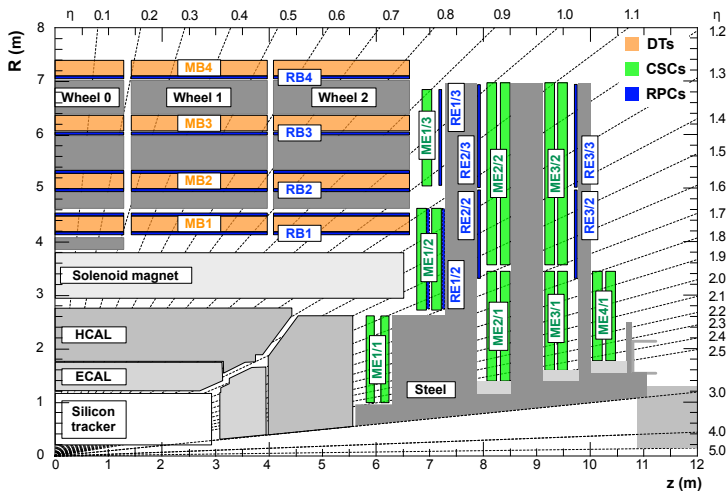 η 0.1 0.2 0.3 0.4 0.5 0.6 0.7 0.8 0.9 1.0 1.1 η
R (m)
8
7
6
5
4
3
2
1
0
1.2
1.3
1.4
1.5
1.6
1.7
1.8
1.9
2.0
2.1
2.2
2.3
2.4
2.5
3.0
4.0
5.0
DTs
CSCs
RPCs
MB4
RB4
Wheel 0
Wheel 1
Wheel 2
MB3
RB3
MB2
RB2
MB1
RB1
ME1/3
RE1/3
RE2/3
ME2/2
ME3/2
RE3/3
ME1/2
RE1/2
RE2/2
RE3/2
Solenoid magnet
HCAL
ECAL
Silicon
tracker
ME1/1
ME2/1
ME3/1
ME4/1
Steel
0 1 2 3 4 5 6 7 8 9 10 11 12
z (m)